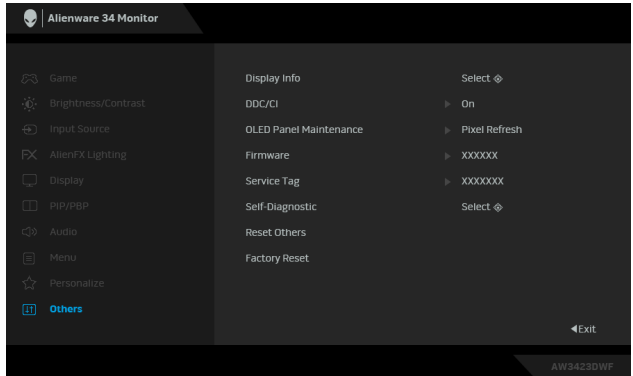 Alienware 34 Monitor
Game
Brightness/Contrast
Input Source
AlienFX Lighting
Display
PIP/PBP
Audio
Menu
Personalize
Others
Display Info Select
DDC/CI On
OLED Panel Maintenance Pixel Refresh
Firmware XXXXXX
Service Tag XXXXXXX
Self-Diagnostic Select
Reset Others
Factory Reset
Exit
AW3423DWF